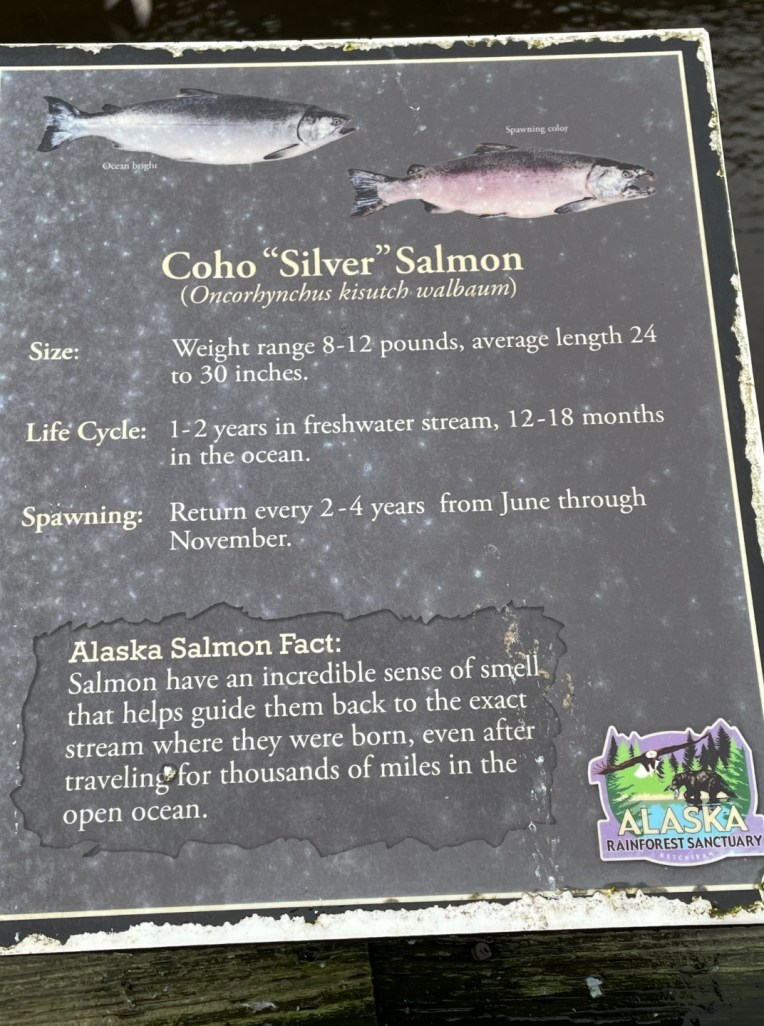 Ocean bright
Spawning color
Coho “Silver” Salmon
(Oncorhynchus kisutch walbaum)
Size: Weight range 8-12 pounds, average length 24
to 30 inches.
Life Cycle: 1-2 years in freshwater stream, 12-18 months
in the ocean.
Spawning: Return every 2-4 years from June through
November.
Alaska Salmon Fact:
Salmon have an incredible sense of smell
that helps guide them back to the exact
stream where they were born, even after
traveling for thousands of miles in the
open ocean.
ALASKA
RAINFOREST SANCTUARY
KETCHIKAN